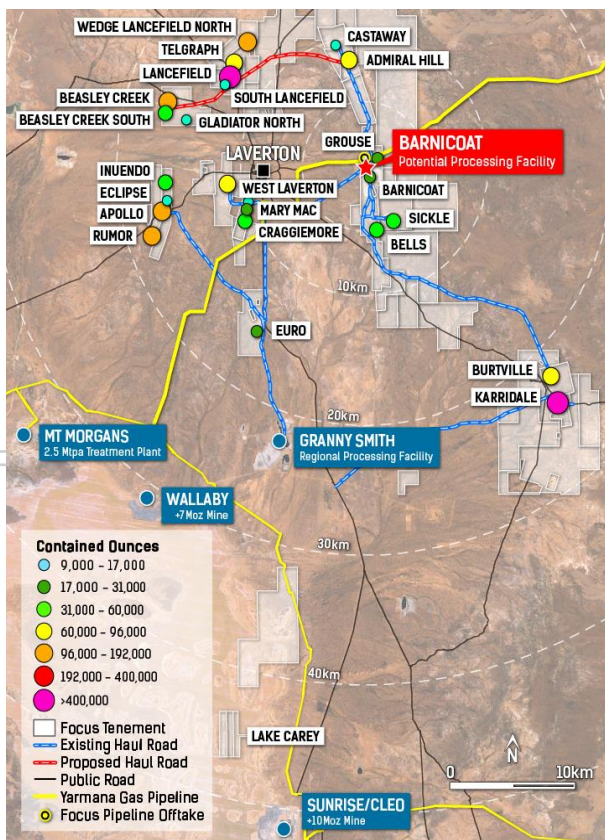 WEDGE LANCEFIELD NORTH
CASTAWAY
TELGRAPH
ADMIRAL HILL
LANCEFIELD
BEASLEY CREEK
SOUTH LANCEFIELD
BEASLEY CREEK SOUTH
GLADIATOR NORTH
GROUSE
BARNICOAT
Potential Processing Facility
LAVERTON
INUENDO
ECLIPSE
WEST LAVERTON
BARNICOAT
APOLLO
MARY MAC
SICKLE
RUMOR
CRAGGIEMORE
BELLS
10km
EURO
BURTVILLE
KARRIDALE
20km
MT MORGANS
2.5 Mtpa Treatment Plant
GRANNY SMITH
Regional Processing Facility
WALLABY
+7Moz Mine
30km
Contained Ounces
9,000 – 17,000
17,000 – 31,000
31,000 – 60,000
60,000 – 96,000
96,000 – 192,000
192,000 – 400,000
>400,000
Focus Tenement
Existing Haul Road
Proposed Haul Road
Public Road
Yarmana Gas Pipeline
Focus Pipeline Offtake
40km
LAKE CAREY
N
0 10km
SUNRISE/CLEO
+10Moz Mine